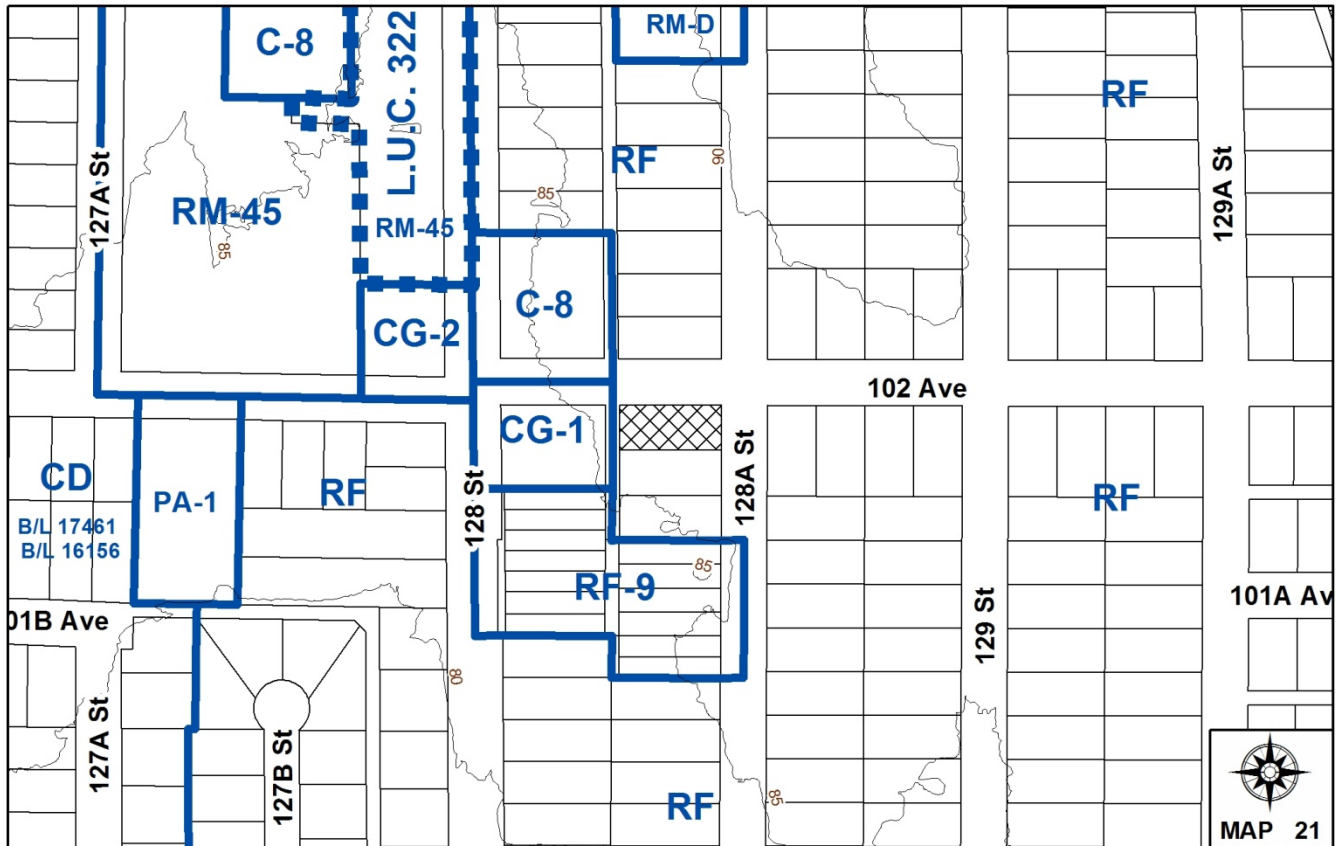 C-8
L.U.C. 322
RM-D
RF
127A St
RM-45
85
RM-45
85
RF
90
129A St
C-8
CG-2
102 Ave
CG-1
CD
B/L 17461
B/L 16156
PA-1
RF
128 St
128A St
RF
RF-9
85
01B Ave
129 St
101A Av
80
127A St
127B St
RF
85
MAP 21